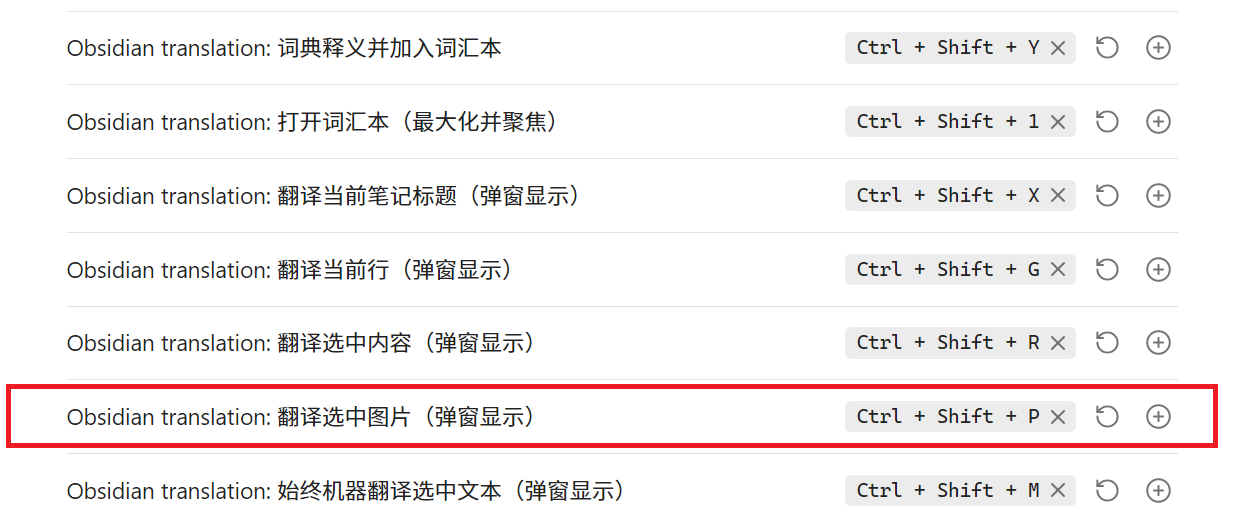 Obsidian translation: 词典释义并加入词汇本 Ctrl + Shift + Y
Obsidian translation: 打开词汇本（最大化并聚焦） Ctrl + Shift + 1
Obsidian translation: 翻译当前笔记标题（弹窗显示） Ctrl + Shift + X
Obsidian translation: 翻译当前行（弹窗显示） Ctrl + Shift + G
Obsidian translation: 翻译选中内容（弹窗显示） Ctrl + Shift + R
Obsidian translation: 翻译选中图片（弹窗显示） Ctrl + Shift + P
Obsidian translation: 始终机器翻译选中文本（弹窗显示） Ctrl + Shift + M